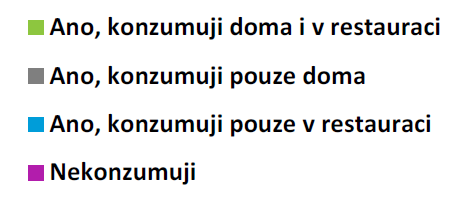 Ano, konzumuji doma i v restauraci
Ano, konzumuji pouze doma
Ano, konzumuji pouze v restauraci
Nekonzumuji